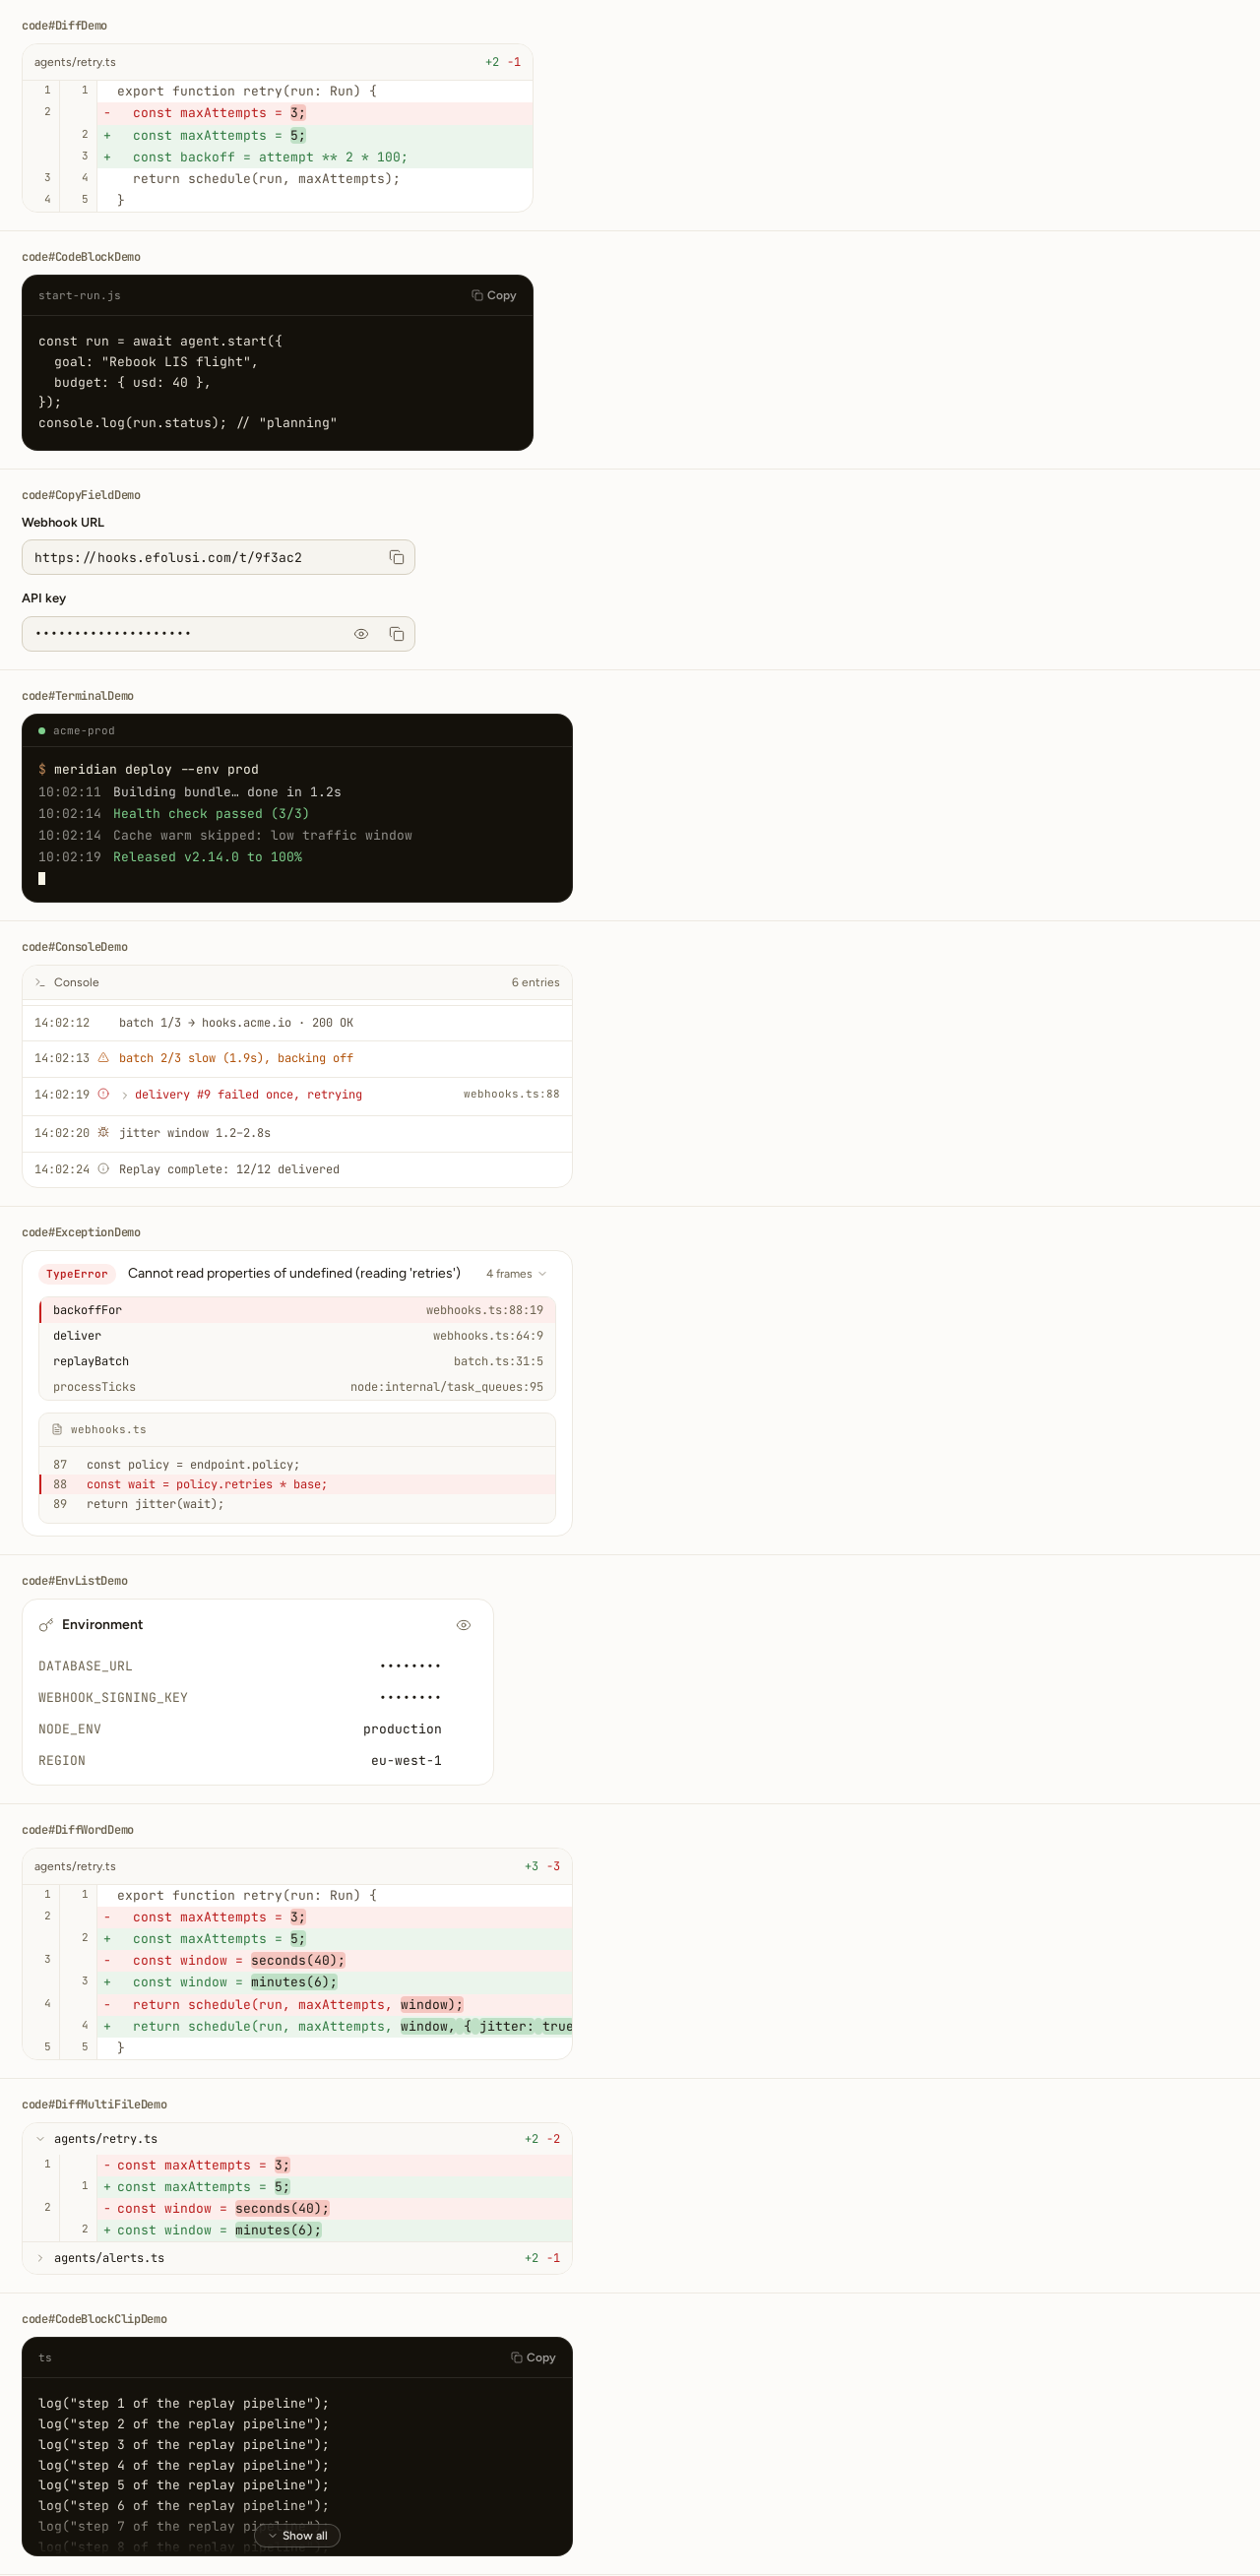 code#DiffDemo
agents/retry.ts +2 -1
1 1 export function retry(run: Run) {
2 - const maxAttempts = 3;
2 + const maxAttempts = 5;
3 + const backoff = attempt ** 2 * 100;
3 4 return schedule(run, maxAttempts);
4 5 }
code#CodeBlockDemo
start-run.js Copy
const run = await agent.start({
goal: "Rebook LIS flight",
budget: { usd: 40 },
});
console.log(run.status); // "planning"
code#CopyFieldDemo
Webhook URL
https://hooks.efolusi.com/t/9f3ac2
API key
••••••••••••••••••••
code#TerminalDemo
acme-prod
$ meridian deploy --env prod
10:02:11 Building bundle… done in 1.2s
10:02:14 Health check passed (3/3)
10:02:14 Cache warm skipped: low traffic window
10:02:19 Released v2.14.0 to 100%
code#ConsoleDemo
Console 6 entries
14:02:12 batch 1/3 → hooks.acme.io · 200 OK
14:02:13 batch 2/3 slow (1.9s), backing off
14:02:19 delivery #9 failed once, retrying webhooks.ts:88
14:02:20 jitter window 1.2–2.8s
14:02:24 Replay complete: 12/12 delivered
code#ExceptionDemo
TypeError Cannot read properties of undefined (reading 'retries') 4 frames
backoffFor webhooks.ts:88:19
deliver webhooks.ts:64:9
replayBatch batch.ts:31:5
processTicks node:internal/task_queues:95
webhooks.ts
87 const policy = endpoint.policy;
88 const wait = policy.retries * base;
89 return jitter(wait);
code#EnvListDemo
Environment
DATABASE_URL ••••••••
WEBHOOK_SIGNING_KEY ••••••••
NODE_ENV production
REGION eu-west-1
code#DiffWordDemo
agents/retry.ts +3 -3
1 1 export function retry(run: Run) {
2 - const maxAttempts = 3;
2 + const maxAttempts = 5;
3 - const window = seconds(40);
3 + const window = minutes(6);
4 - return schedule(run, maxAttempts, window);
4 + return schedule(run, maxAttempts, window, { jitter: true
5 5 }
code#DiffMultiFileDemo
agents/retry.ts +2 -2
1 - const maxAttempts = 3;
1 + const maxAttempts = 5;
2 - const window = seconds(40);
2 + const window = minutes(6);
agents/alerts.ts +2 -1
code#CodeBlockClipDemo
ts Copy
log("step 1 of the replay pipeline");
log("step 2 of the replay pipeline");
log("step 3 of the replay pipeline");
log("step 4 of the replay pipeline");
log("step 5 of the replay pipeline");
log("step 6 of the replay pipeline");
log("step 7 of the replay pipeline");
Show all
log("step 8 of the replay pipeline");